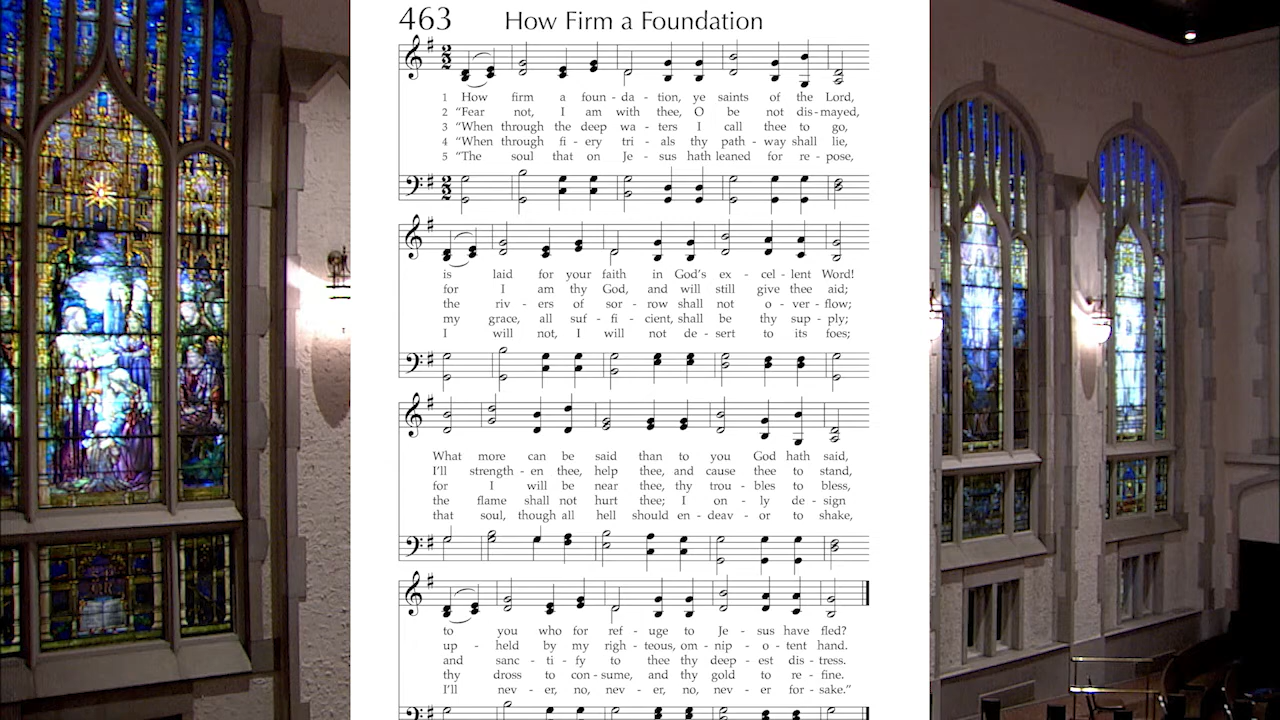 463 How Firm a Foundation
1 How firm a foun - da - tion, ye saints of the Lord,
2 “Fear not, I am with thee, O be not dis - mayed,
3 “When through the deep wa - ters I call thee to go,
4 “When through fi - ery tri - als thy path - way shall lie,
5 “The soul that on Je - sus hath leaned for re - pose,
is laid for your faith in God’s ex - cel - lent Word!
for I am thy God, and will still give thee aid;
the riv - ers of sor - row shall not o - ver - flow;
my grace, all suf - fi - cient, shall be thy sup - ply;
I will not, I will not de - sert to its foes;
What more can be said than to you God hath said,
I’ll strength - en thee, help thee, and cause thee to stand,
for I will be near thee, thy trou - bles to bless,
the flame shall not hurt thee; I on - ly de - sign
that soul, though all hell should en - deav - or to shake,
to you who for ref - uge to Je - sus have fled?
up - held by my righ - teous, om - nip - o - tent hand.
and sanc - ti - fy to thee thy deep - est dis - tress.
thy dross to con - sume, and thy gold to re - fine.
I’ll nev - er, no, nev - er, no, nev - er for - sake.”